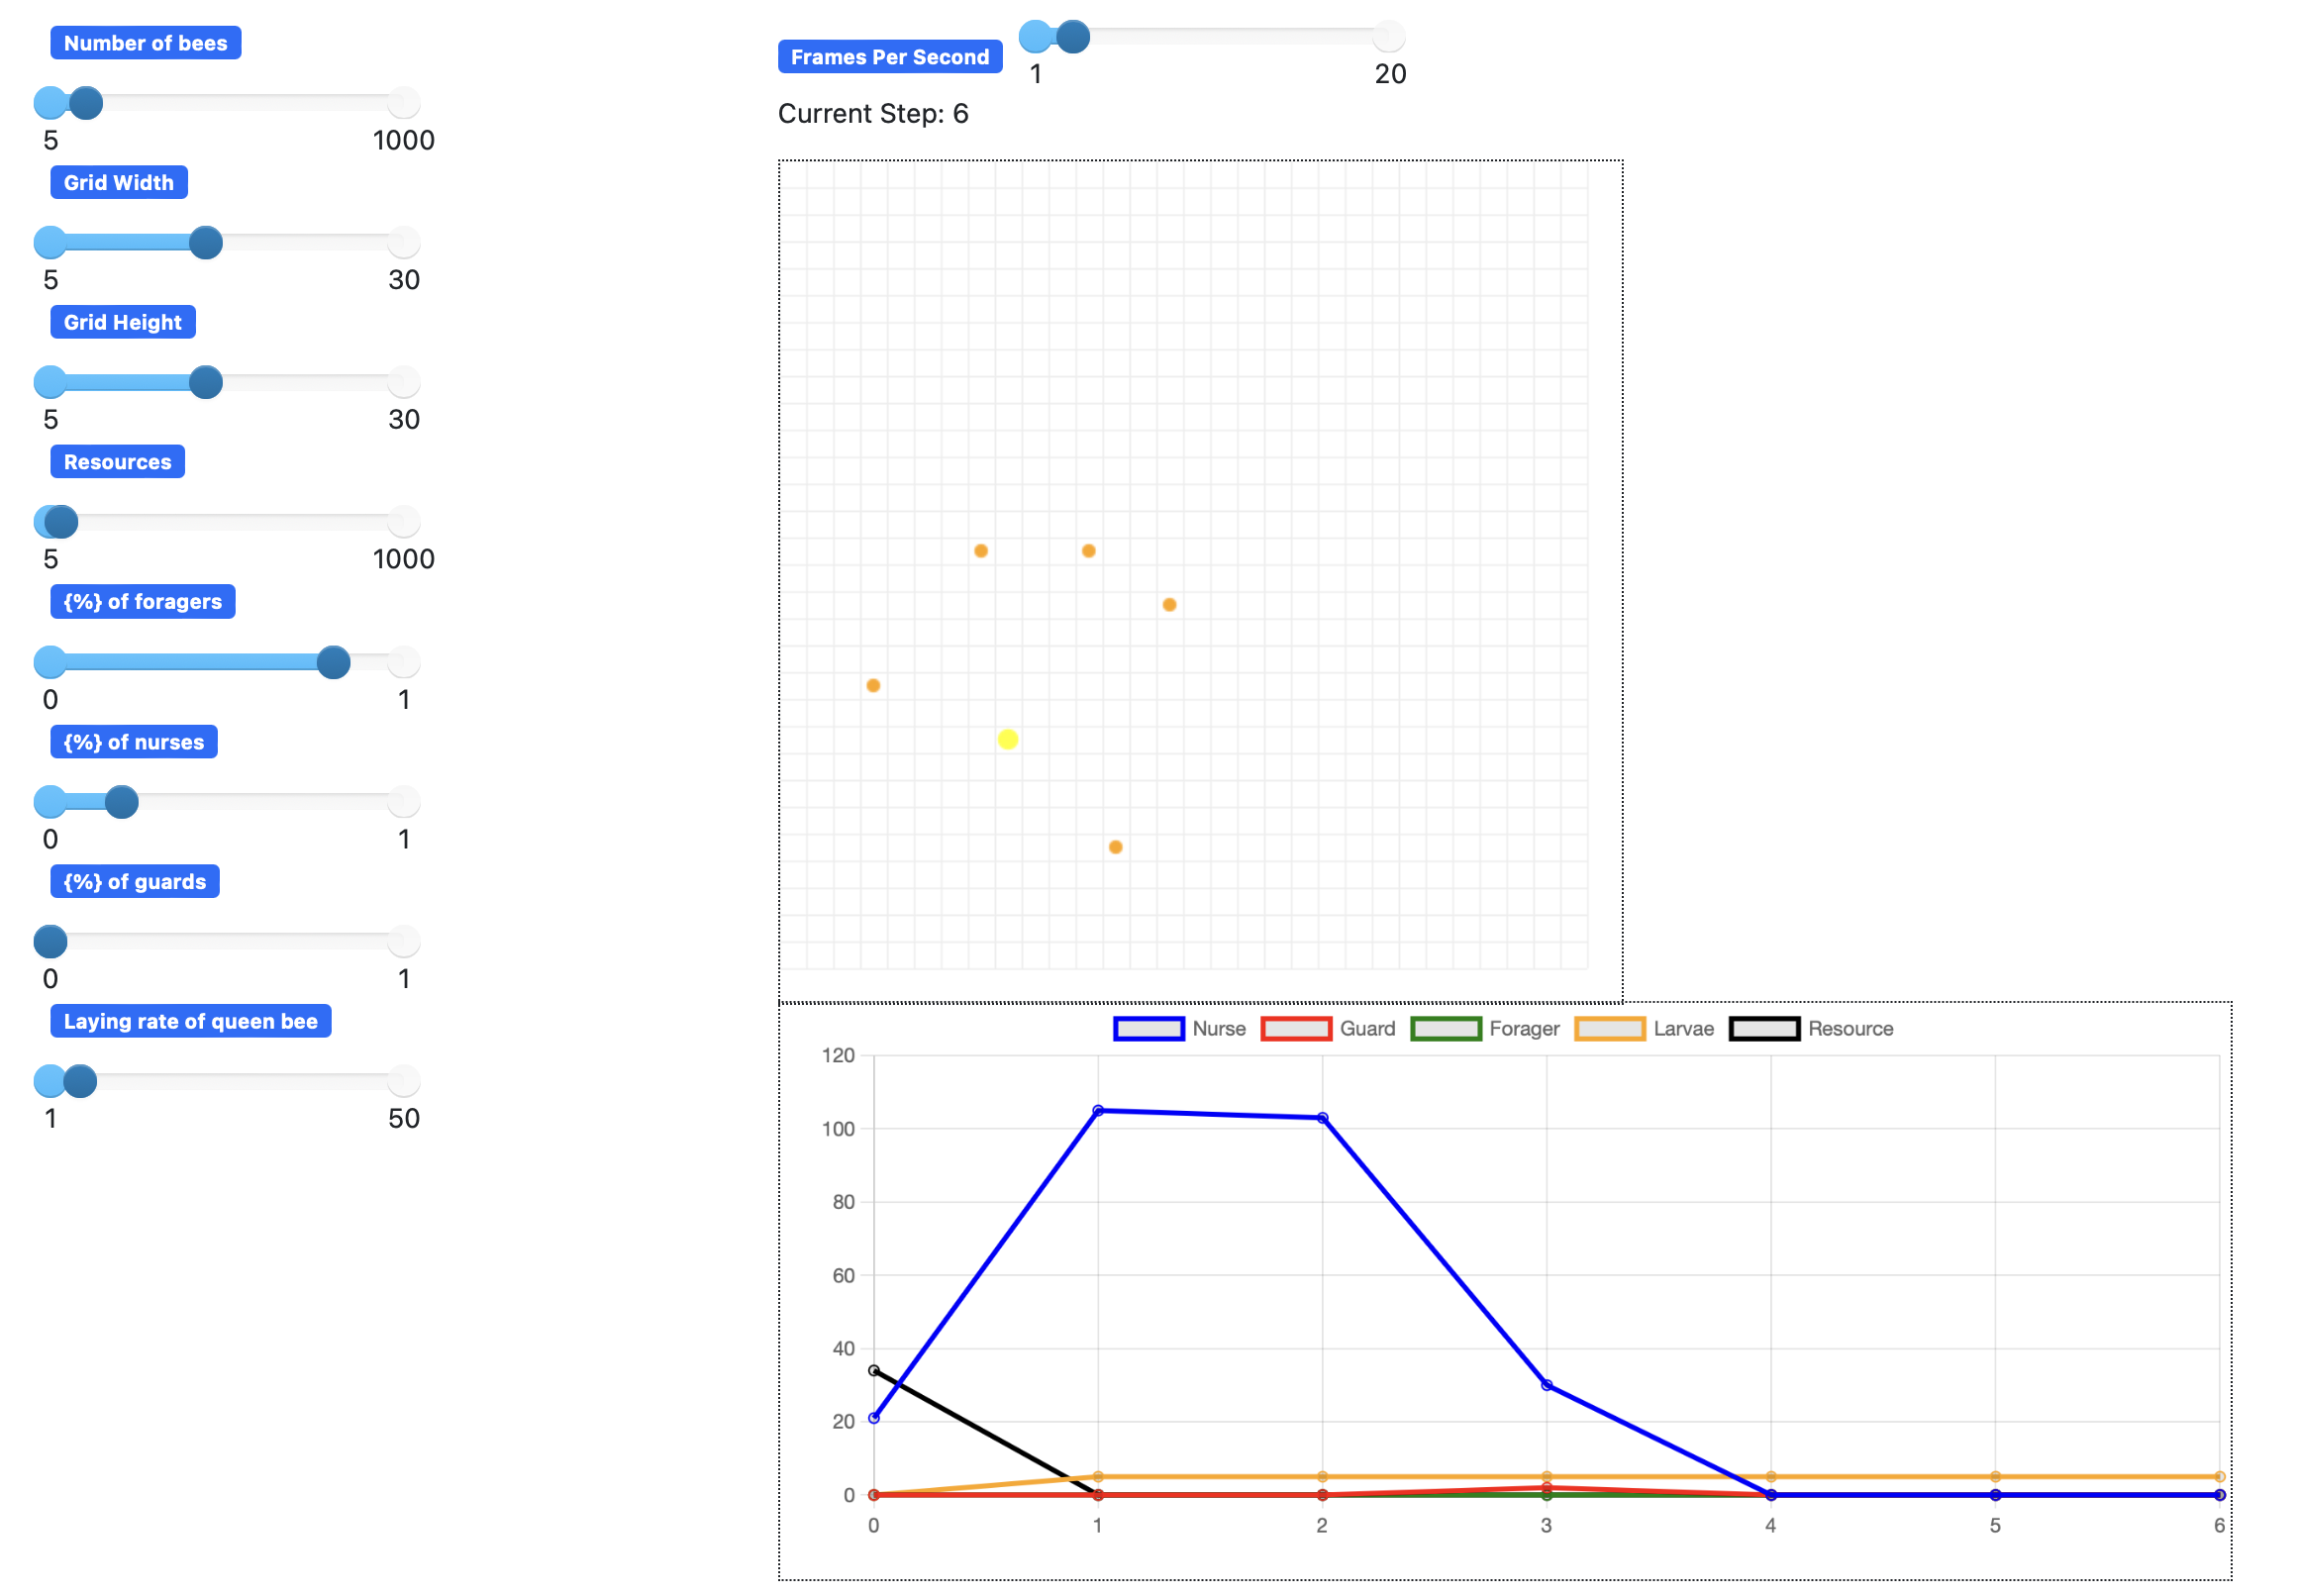 Number of bees
5 1000
Grid Width
5 30
Grid Height
5 30
Resources
5 1000
{%} of foragers
0 1
{%} of nurses
0 1
{%} of guards
0 1
Laying rate of queen bee
1 50
Frames Per Second
1 20
Current Step: 6
Nurse Guard Forager Larvae Resource
120
100
80
60
40
20
0
0 1 2 3 4 5 6